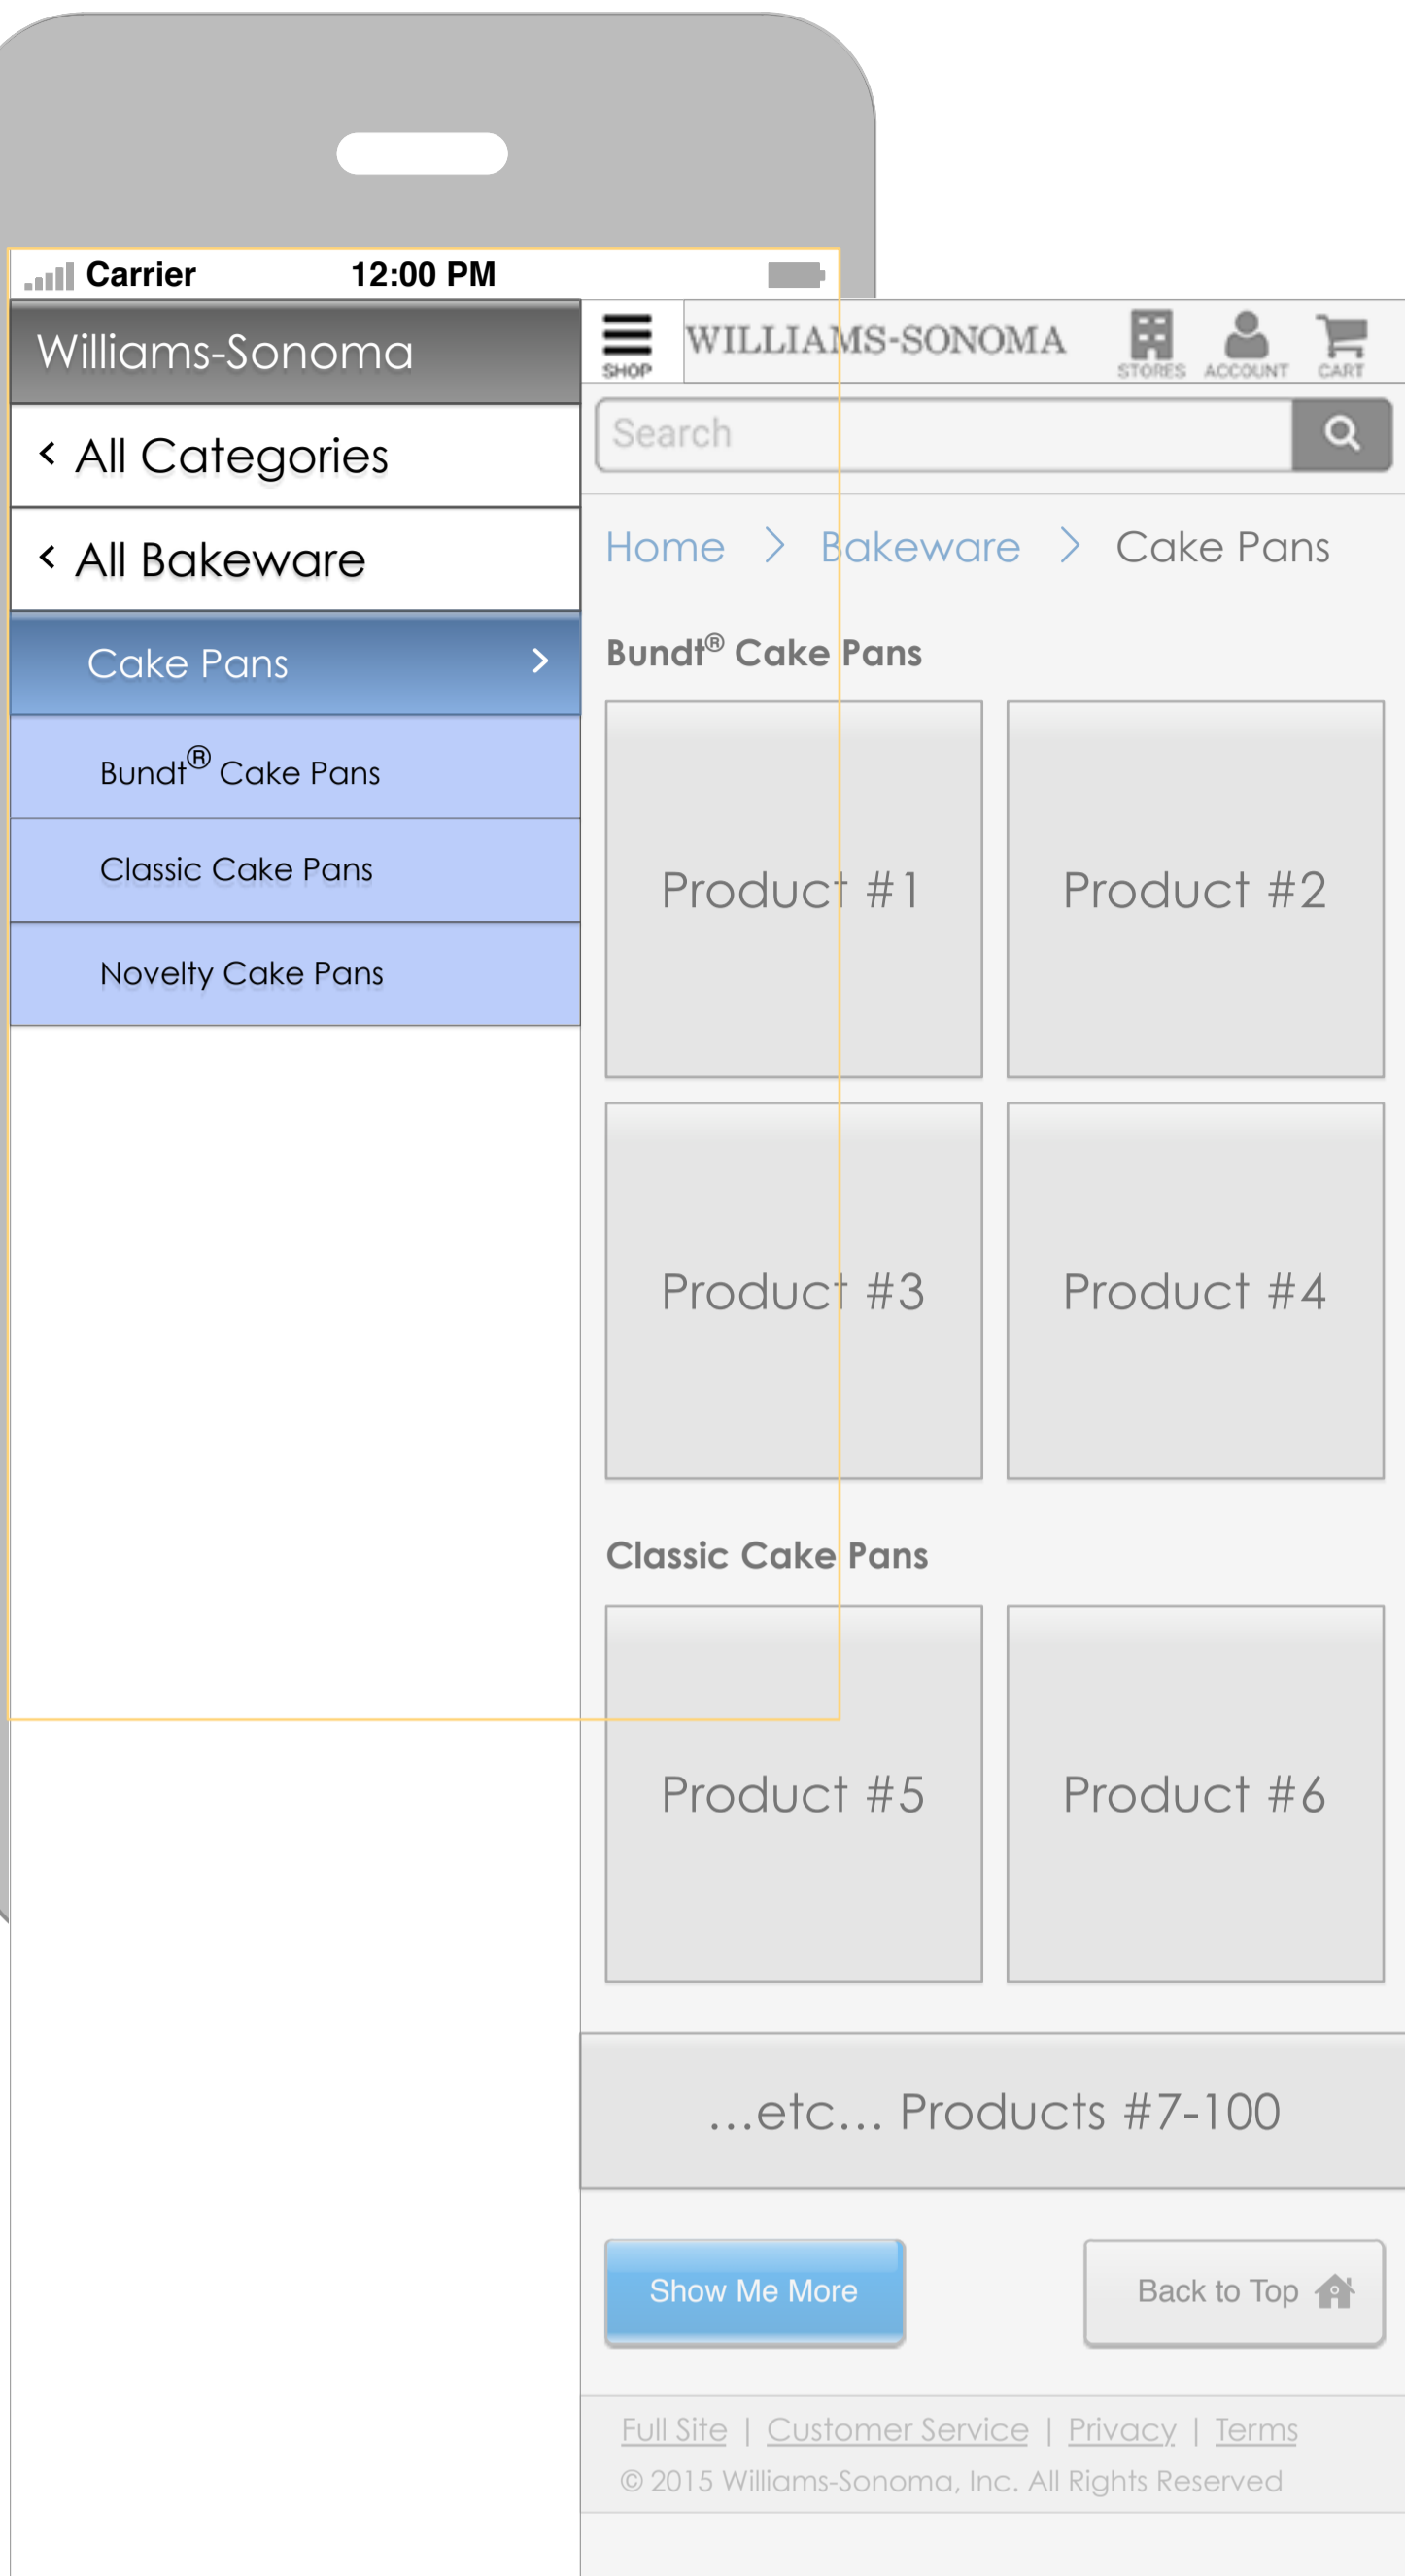 Carrier 12:00 PM
Williams-Sonoma
< All Categories
< All Bakeware
Cake Pans >
Bundt® Cake Pans
Classic Cake Pans
Novelty Cake Pans
SHOP
WILLIAMS-SONOMA
STORES ACCOUNT CART
Search
Home > Bakeware > Cake Pans
Bundt® Cake Pans
Product #1 Product #2
Product #3 Product #4
Classic Cake Pans
Product #5 Product #6
...etc... Products #7-100
Show Me More Back to Top
Full Site | Customer Service | Privacy | Terms
© 2015 Williams-Sonoma, Inc. All Rights Reserved